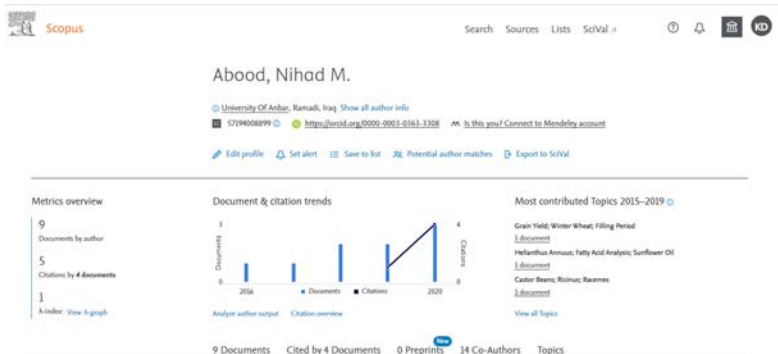 Scopus
Search Sources Lists SciVal
KD
Abood, Nihad M.
University Of Anbar, Ramadi, Iraq Show all author info
57194008899 https://orcid.org/0000-0003-0363-3308 Is this you? Connect to Mendeley account
Edit profile Set alert Save to list Potential author matches Export to SciVal
Metrics overview
9
Documents by author
5
Citations by 4 documents
1
h-index: View h-graph
Document & citation trends
3 4
Documents
Citations
0 0
2016 Documents Citations 2020
Analyze author output Citation overview
Most contributed Topics 2015–2019
Grain Yield; Winter Wheat; Filling Period
1 document
Helianthus Annuus; Fatty Acid Analysis; Sunflower Oil
1 document
Castor Beans; Ricinus; Racemes
1 document
View all Topics
New
9 Documents Cited by 4 Documents 0 Preprints 14 Co-Authors Topics